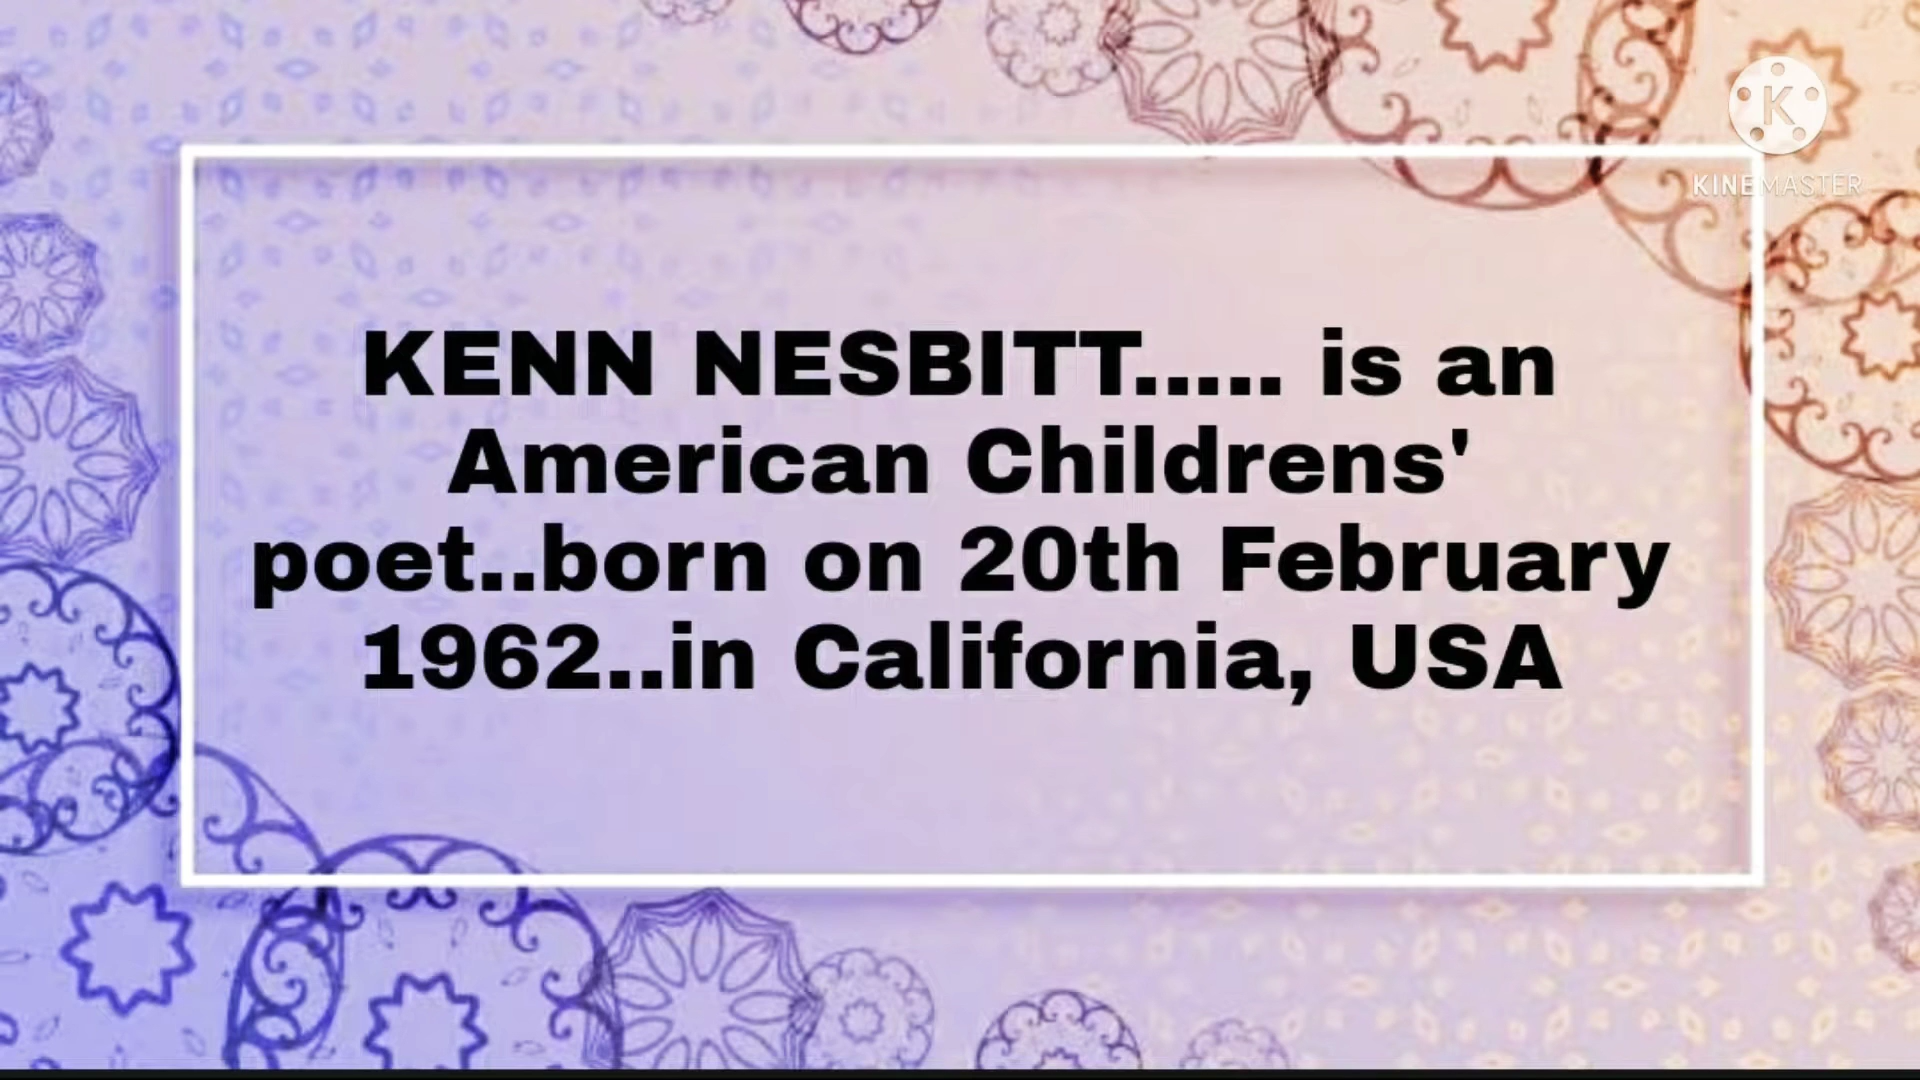 K
KINEMASTER
KENN NESBITT..... is an
American Childrens'
poet..born on 20th February
1962..in California, USA